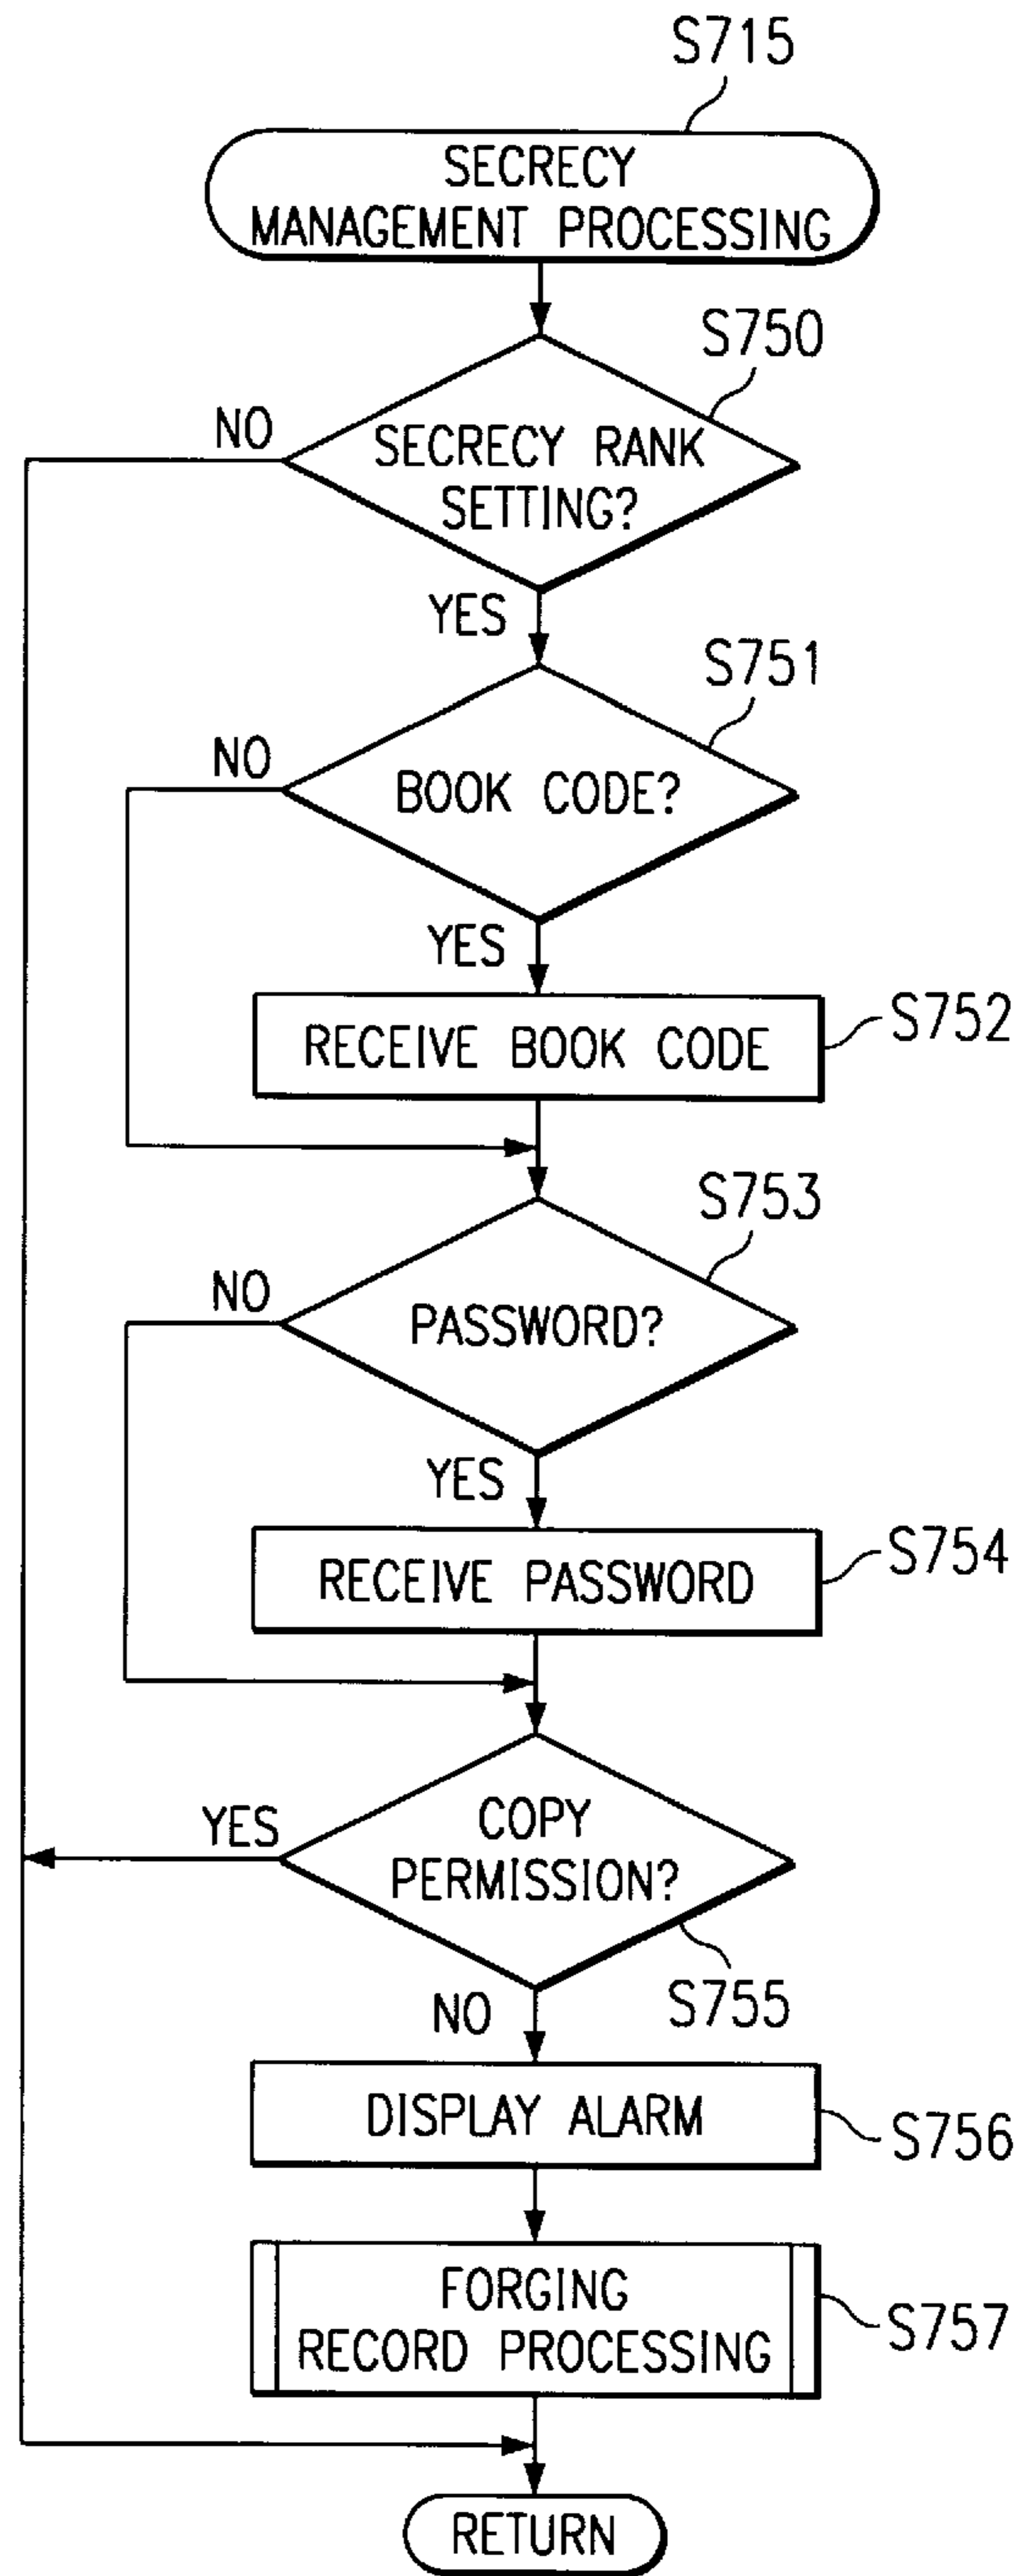 S715
SECRECY
MANAGEMENT PROCESSING
S750
NO
SECRECY RANK
SETTING?
YES
S751
NO
BOOK CODE?
YES
RECEIVE BOOK CODE
S752
S753
NO
PASSWORD?
YES
RECEIVE PASSWORD
S754
YES
COPY
PERMISSION?
S755
NO
DISPLAY ALARM
S756
FORGING
RECORD PROCESSING
S757
RETURN